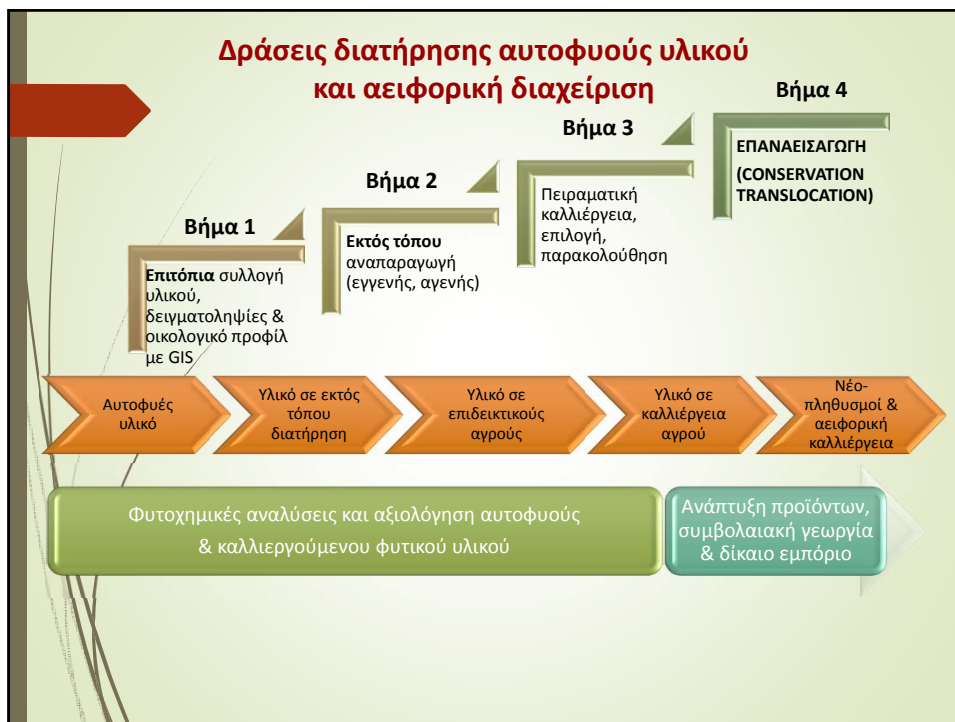 Δράσεις διατήρησης αυτοφυούς υλικού
και αειφορική διαχείριση
Βήμα 1
Επιτόπια συλλογή
υλικού,
δειγματοληψίες &
οικολογικό προφίλ
με GIS
Βήμα 2
Εκτός τόπου
αναπαραγωγή
(εγγενής, αγενής)
Βήμα 3
Πειραματική
καλλιέργεια,
επιλογή,
παρακολούθηση
Βήμα 4
ΕΠΑΝΑΕΙΣΑΓΩΓΗ
(CONSERVATION
TRANSLOCATION)
Αυτοφυές
υλικό
Υλικό σε εκτός
τόπου
διατήρηση
Υλικό σε
επιδεικτικούς
αγρούς
Υλικό σε
καλλιέργεια
αγρού
Νέο-
πληθυσμοί &
αειφορική
καλλιέργεια
Φυτοχημικές αναλύσεις και αξιολόγηση αυτοφυούς
& καλλιεργούμενου φυτικού υλικού
Ανάπτυξη προϊόντων,
συμβολαιακή γεωργία
& δίκαιο εμπόριο